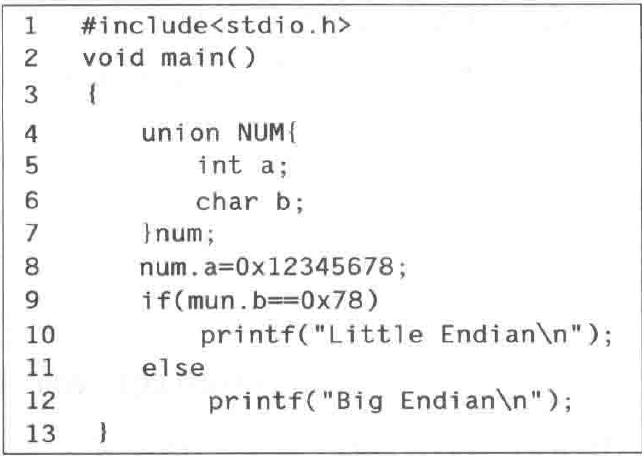 1 #include<stdio.h>
2 void main()
3 {
4 union NUM{
5 int a;
6 char b;
7 }num;
8 num.a=0x12345678;
9 if(mun.b==0x78)
10 printf("Little Endian\n");
11 else
12 printf("Big Endian\n");
13 }